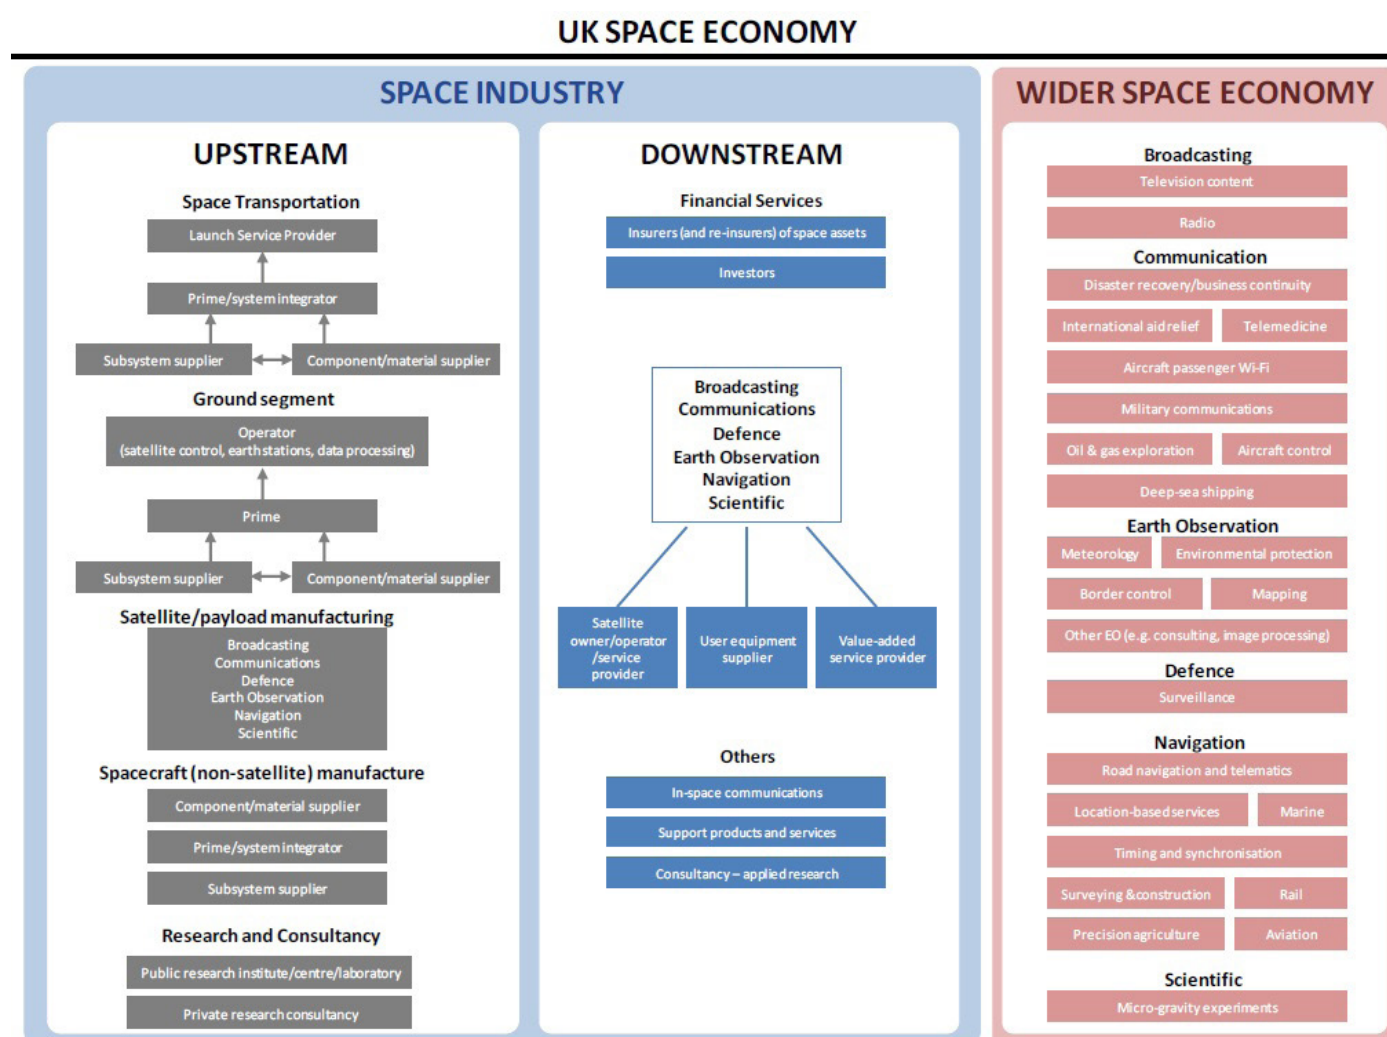 UK SPACE ECONOMY
SPACE INDUSTRY
UPSTREAM
Space Transportation
Launch Service Provider
Prime/system integrator
Subsystem supplier
Component/material supplier
Ground segment
Operator
(satellite control, earth stations, data processing)
Prime
Subsystem supplier
Component/material supplier
Satellite/payload manufacturing
Broadcasting
Communications
Defence
Earth Observation
Navigation
Scientific
Spacecraft (non-satellite) manufacture
Component/material supplier
Prime/system integrator
Subsystem supplier
Research and Consultancy
Public research institute/centre/laboratory
Private research consultancy
DOWNSTREAM
Financial Services
Insurers (and re-insurers) of space assets
Investors
Broadcasting
Communications
Defence
Earth Observation
Navigation
Scientific
Satellite
owner/operator
/service
provider
User equipment
supplier
Value-added
service provider
Others
In-space communications
Support products and services
Consultancy – applied research
WIDER SPACE ECONOMY
Broadcasting
Television content
Radio
Communication
Disaster recovery/business continuity
International aid relief
Telemedicine
Aircraft passenger Wi-Fi
Military communications
Oil & gas exploration
Aircraft control
Deep-sea shipping
Earth Observation
Meteorology
Environmental protection
Border control
Mapping
Other EO (e.g. consulting, image processing)
Defence
Surveillance
Navigation
Road navigation and telematics
Location-based services
Marine
Timing and synchronisation
Surveying & construction
Rail
Precision agriculture
Aviation
Scientific
Micro-gravity experiments